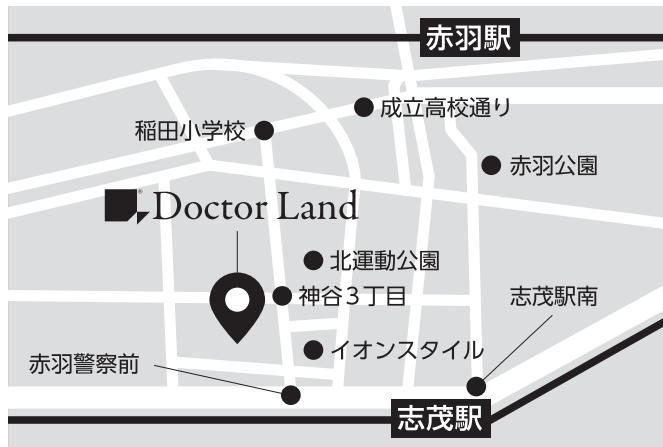 赤羽駅
成立高校通り
稲田小学校
赤羽公園
Doctor Land
北運動公園
神谷3丁目
志茂駅南
イオンスタイル
赤羽警察前
志茂駅